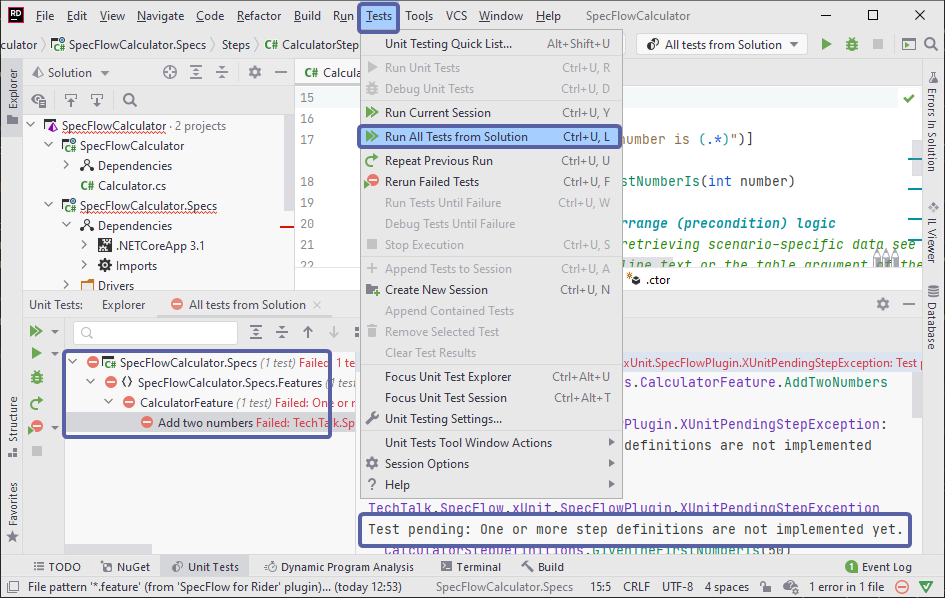 RD File Edit View Navigate Code Refactor Build Run Tests Tools VCS Window Help SpecFlowCalculator
culator SpecFlowCalculator.Specs Steps C# CalculatorStep All tests from Solution
Explorer
Structure
Favorites
Solution
SpecFlowCalculator · 2 projects
SpecFlowCalculator
Dependencies
C# Calculator.cs
SpecFlowCalculator.Specs
Dependencies
.NETCoreApp 3.1
Imports
Drivers
C# Calcula
15
16
17
umber is (.*)")]
18
stNumberIs(int number)
19
20
rrange (precondition) logic
21
retrieving scenario-specific data see
22
line text or the table argument of the
.ctor
Unit Testing Quick List... Alt+Shift+U
Run Unit Tests Ctrl+U, R
Debug Unit Tests Ctrl+U, D
Run Current Session Ctrl+U, Y
Run All Tests from Solution Ctrl+U, L
Repeat Previous Run Ctrl+U, U
Rerun Failed Tests Ctrl+U, F
Run Tests Until Failure Ctrl+U, W
Debug Tests Until Failure
Stop Execution Ctrl+U, S
Append Tests to Session Ctrl+U, A
Create New Session Ctrl+U, N
Append Contained Tests
Remove Selected Test
Clear Test Results
Focus Unit Test Explorer Ctrl+Alt+U
Focus Unit Test Session Ctrl+Alt+T
Unit Testing Settings...
Unit Tests Tool Window Actions
Session Options
? Help
Errors In Solution
IL Viewer
Database
Unit Tests: Explorer All tests from Solution
SpecFlowCalculator.Specs (1 test) Failed: 1 te
SpecFlowCalculator.Specs.Features (1 test
CalculatorFeature (1 test) Failed: One or m
Add two numbers Failed: TechTalk.Sp
xUnit.SpecFlowPlugin.XUnitPendingStepException: Test p
s.CalculatorFeature.AddTwoNumbers
Plugin.XUnitPendingStepException:
definitions are not implemented
TechTalk.SpecFlow.xUnit.SpecFlowPlugin.XUnitPendingStepException
Test pending: One or more step definitions are not implemented yet.
CalculatorStepDefinitions.GivenTheFirstNumberIs(50)
TODO NuGet Unit Tests Dynamic Program Analysis Terminal Build 1 Event Log
File pattern '*.feature' (from 'SpecFlow for Rider' plugin)... (today 12:53) SpecFlowCalculator.Specs 15:5 CRLF UTF-8 4 spaces 1 error in 1 file